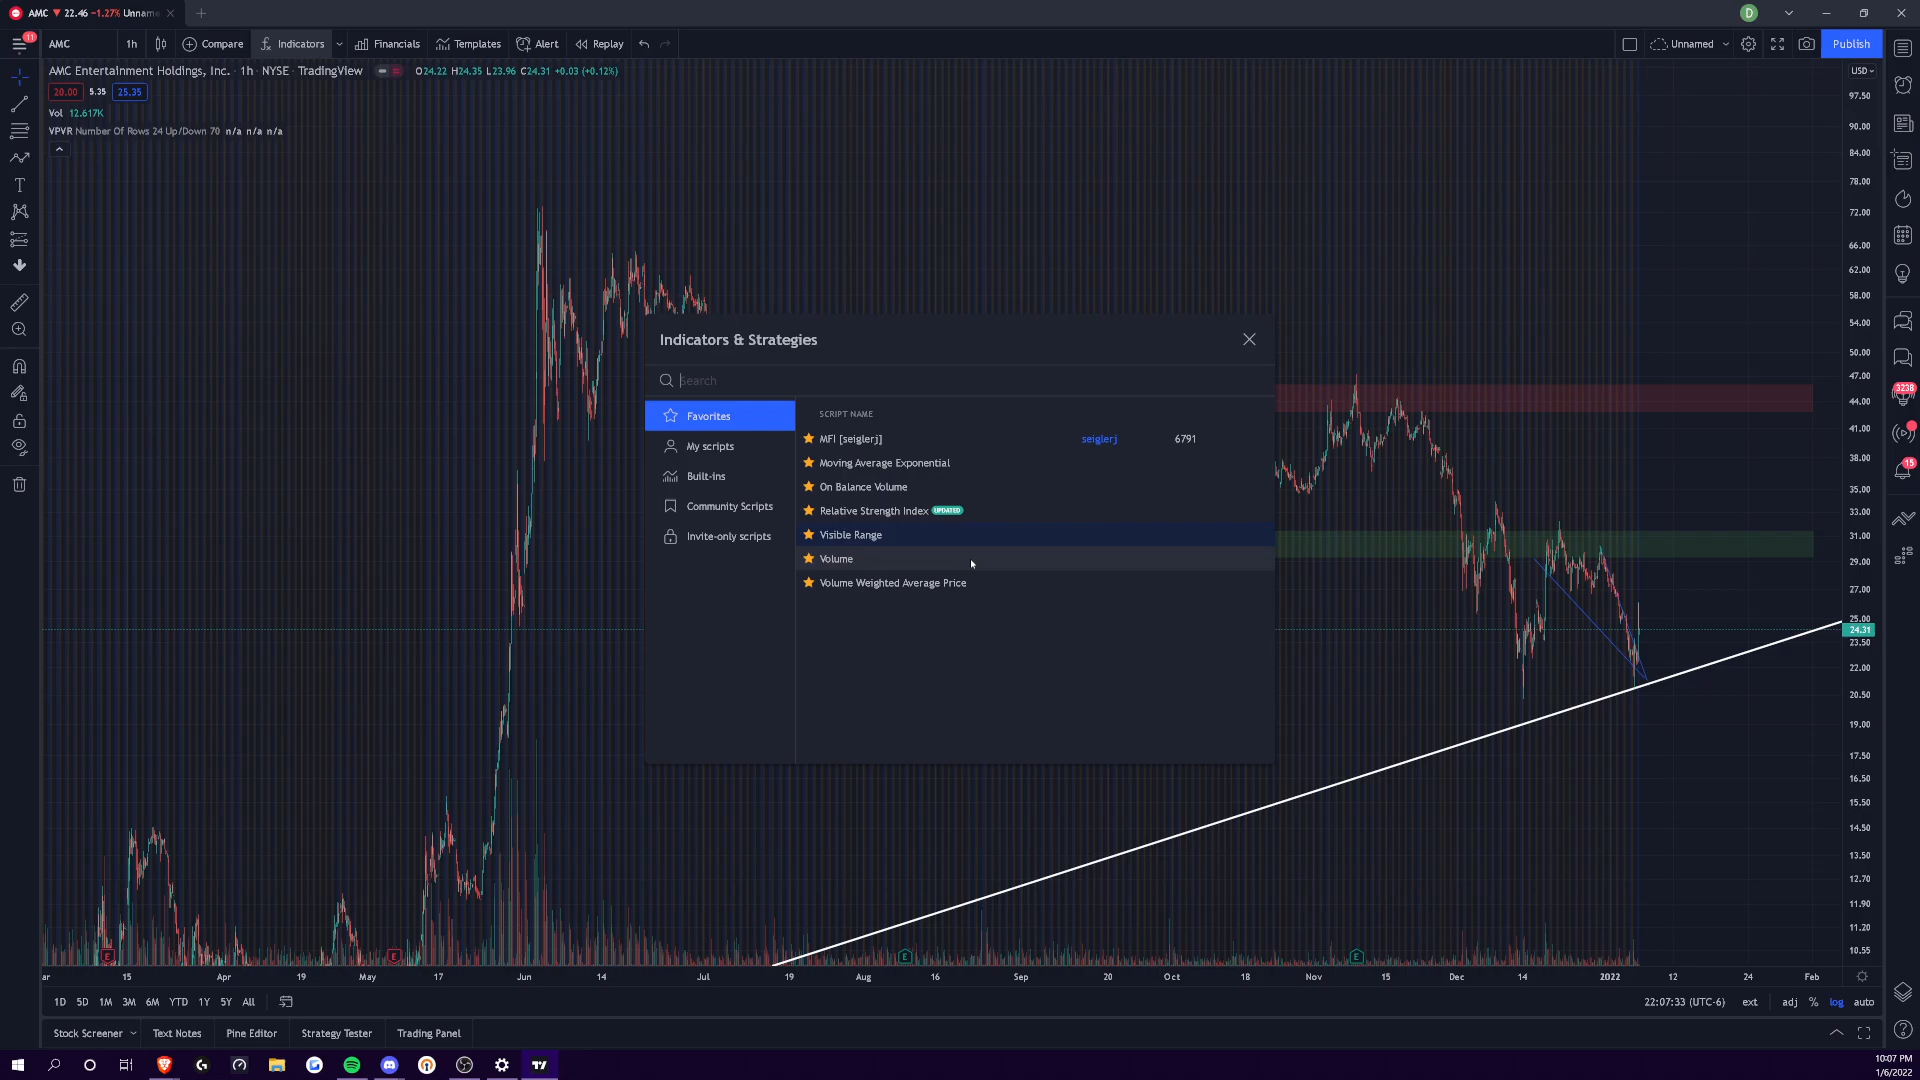 AMC ▼ 22.46 −1.27% Unname
D
11
AMC
1h
Compare
Indicators
Financials
Templates
Alert
Replay
Unnamed
Publish
AMC Entertainment Holdings, Inc. · 1h · NYSE · TradingView
O24.22 H24.35 L23.96 C24.31 +0.03 (+0.12%)
USD
20.00 5.35 25.35
Vol 12.617K
VPVR Number Of Rows 24 Up/Down 70 n/a n/a n/a
97.50
90.00
84.00
78.00
72.00
66.00
62.00
58.00
54.00
50.00
47.00
44.00
41.00
38.00
35.00
33.00
31.00
29.00
27.00
25.00
24.31
23.50
22.00
20.50
19.00
17.50
16.50
15.50
14.50
13.50
12.70
11.90
11.20
10.55
3238
15
Indicators & Strategies
Search
Favorites
My scripts
Built-ins
Community Scripts
Invite-only scripts
SCRIPT NAME
MFI [seiglerj] seiglerj 6791
Moving Average Exponential
On Balance Volume
Relative Strength Index UPDATED
Visible Range
Volume
Volume Weighted Average Price
E
E
E
E
ar 15 Apr 19 May 17 Jun 14 Jul 19 Aug 16 Sep 20 Oct 18 Nov 15 Dec 14 2022 12 24 Feb
1D 5D 1M 3M 6M YTD 1Y 5Y All
22:07:33 (UTC-6) ext adj % log auto
Stock Screener Text Notes Pine Editor Strategy Tester Trading Panel
10:07 PM
1/6/2022